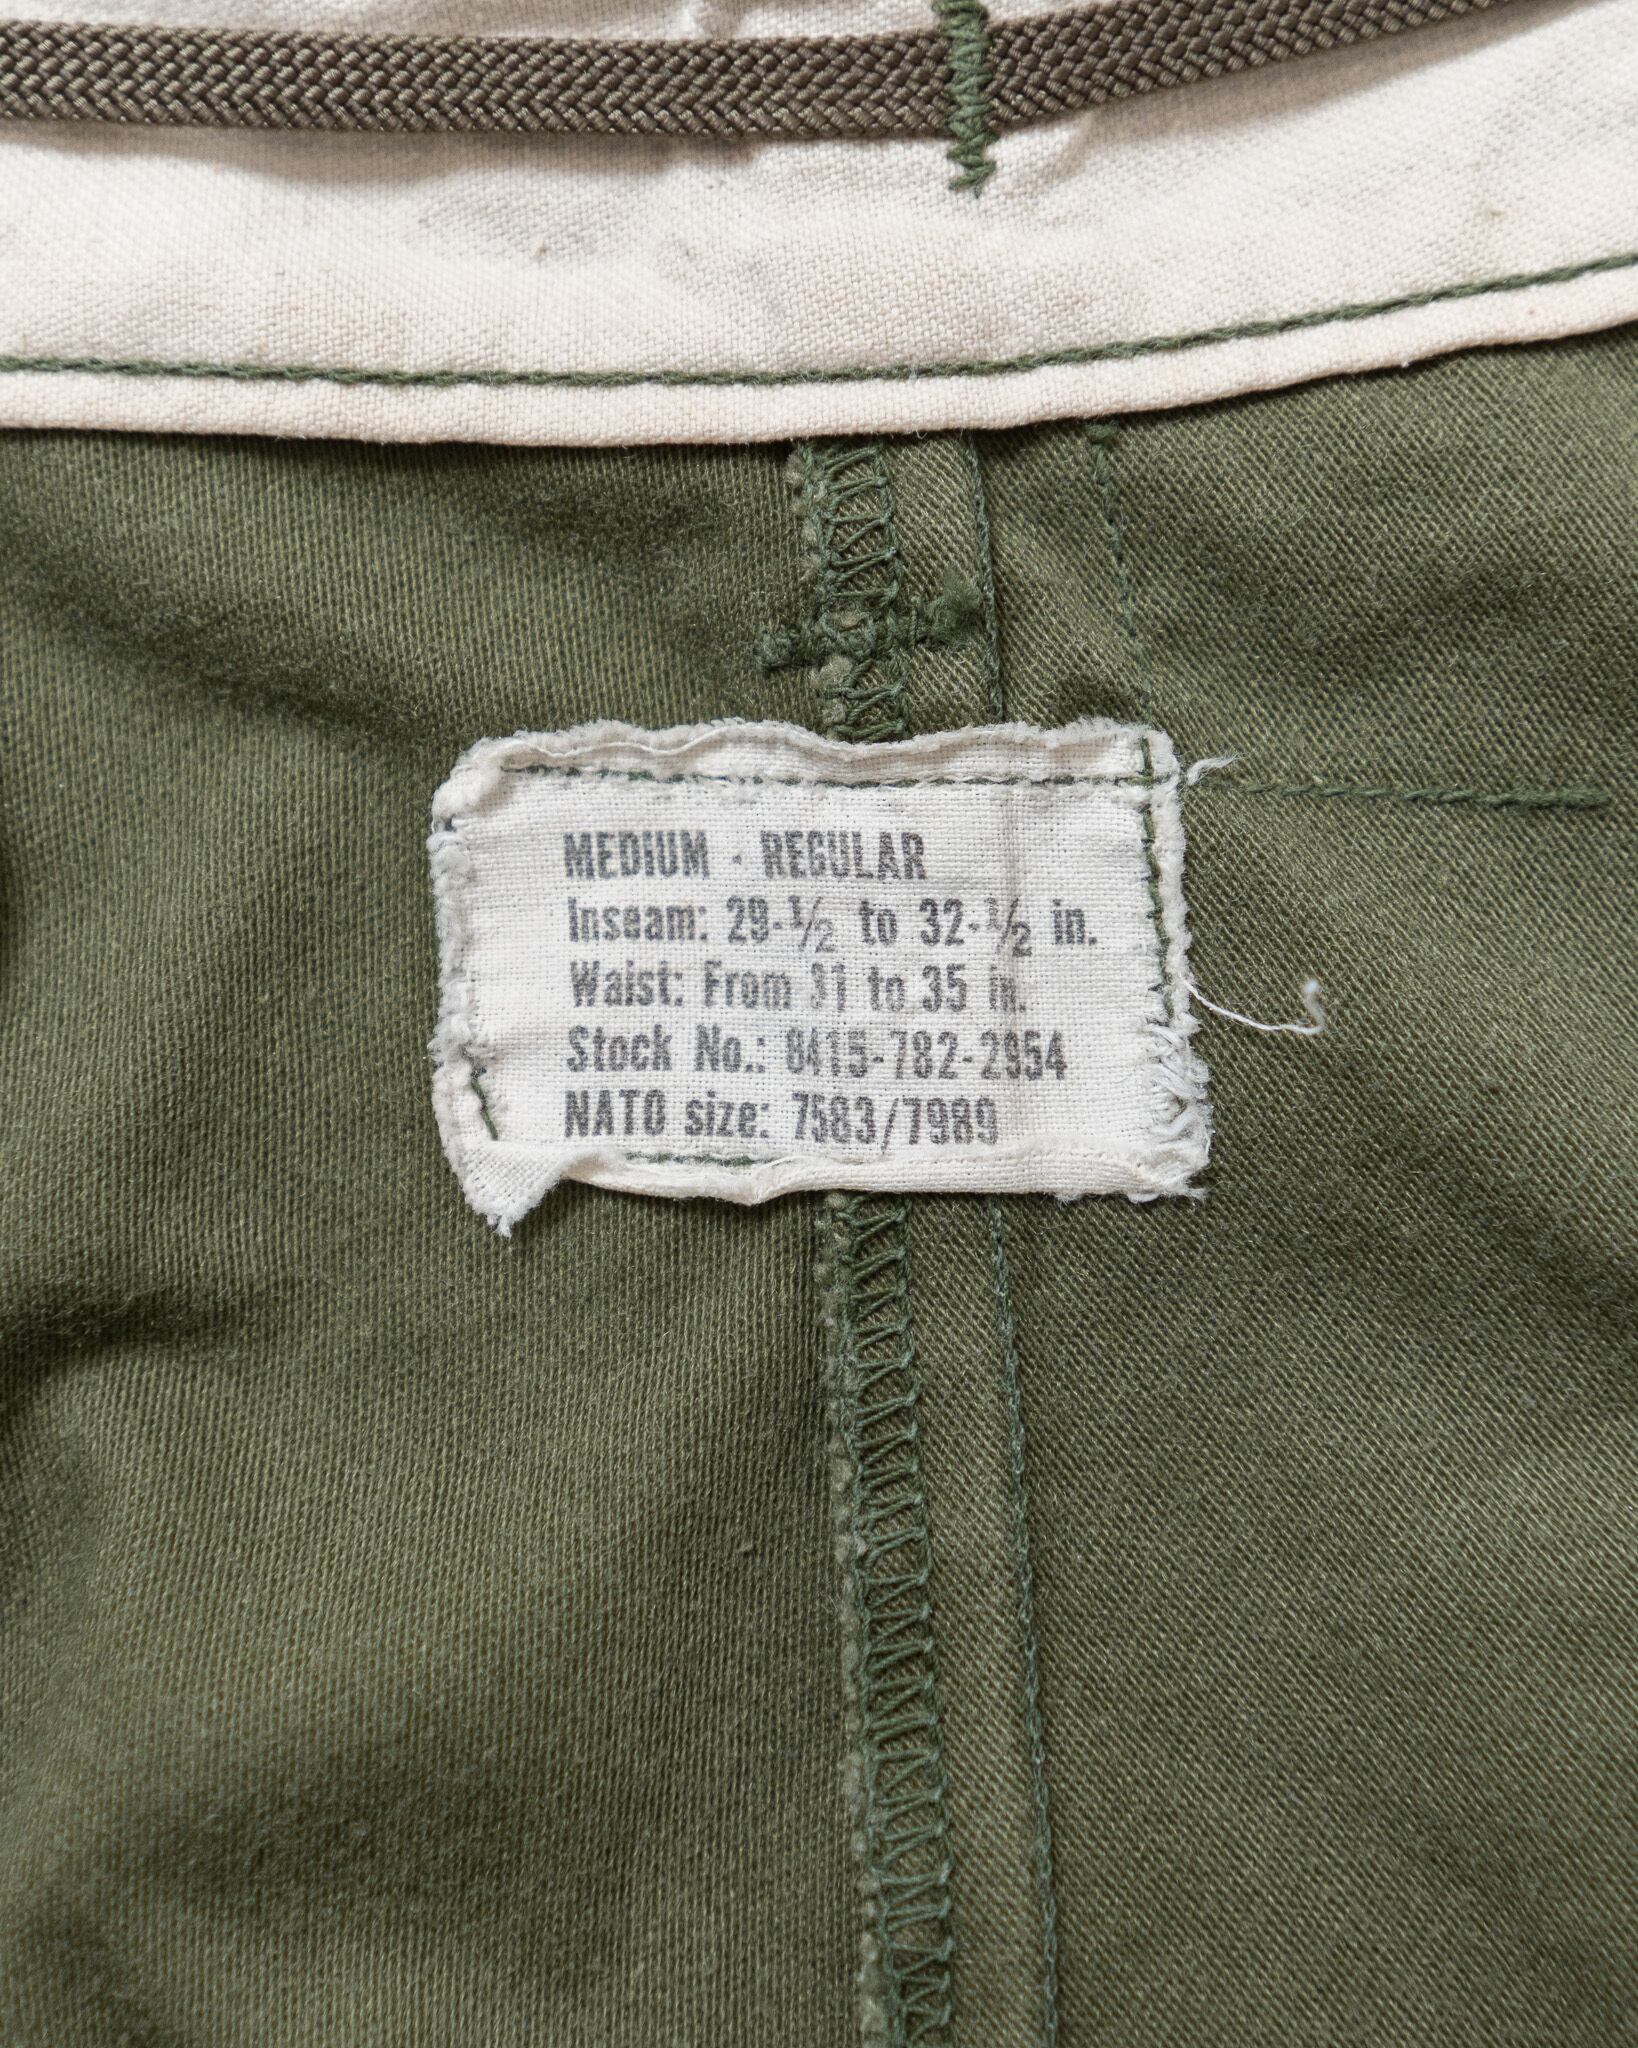 MEDIUM - REGULAR
Inseam: 29-1/2 to 32-1/2 in.
Waist: From 31 to 35 in.
Stock No.: 8415-782-2954
NATO size: 7583/7989